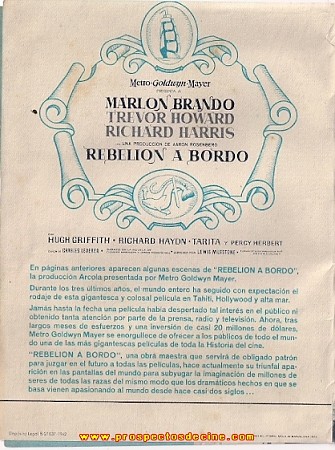 Metro-Goldwyn-Mayer
PRESENTA A
MARLON BRANDO
TREVOR HOWARD
RICHARD HARRIS
UNA PRODUCCION DE AARON ROSENBERG
REBELION A BORDO
HUGH GRIFFITH • RICHARD HAYDN • TARITA Y PERCY HERBERT
CHARLES LEDERER
LEWIS MILESTONE
En páginas anteriores aparecen algunas escenas de "REBELION A BORDO",
la producción Arcola presentada por Metro Goldwyn Mayer.
Durante los tres últimos años, el mundo entero ha seguido con expectación el
rodaje de esta gigantesca y colosal película en Tahití, Hollywood y alta mar.
Jamás hasta la fecha una película había despertado tal interés en el público ni
obtenido tanta atención por parte de la prensa, radio y televisión. Ahora, tras
largos meses de esfuerzos y una inversión de casi 20 millones de dólares,
Metro Goldwyn Mayer se enorgullece de ofrecer a los públicos de todo el mun-
do una de las más gigantescas películas de toda la Historia del cine.
"REBELION A BORDO", una obra maestra que servirá de obligado patrón
para juzgar en el futuro a todas las películas, hace actualmente su triunfal apa-
rición en las pantallas del mundo para subyugar la imaginación de millones de
seres de todas las razas del mismo modo que los dramáticos hechos en que se
basa vienen apasionando al mundo desde hace casi dos siglos . . .
www.prospectosdecine.com